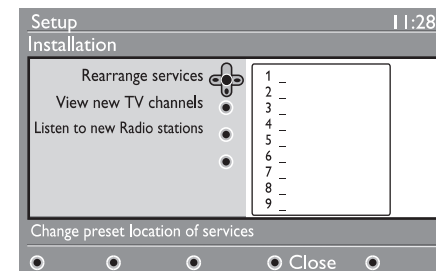 Setup 11:28
Installation
Rearrange services
View new TV channels
Listen to new Radio stations
1 _
2 _
3 _
4 _
5 _
6 _
7 _
8 _
9 _
Change preset location of services
Close